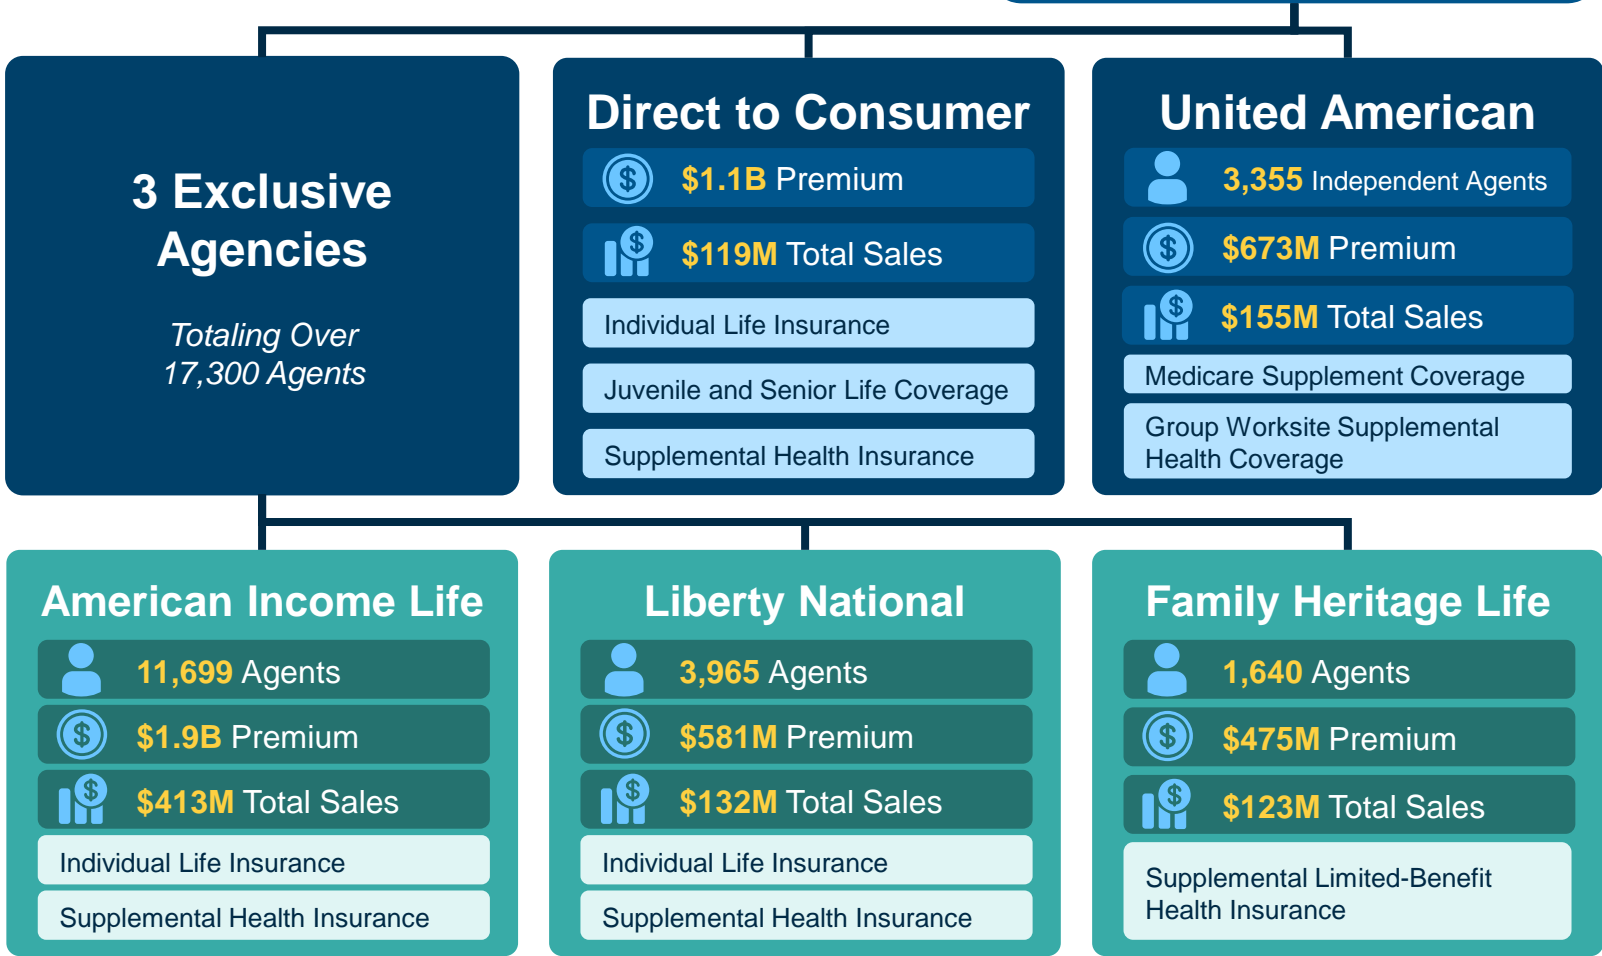 3 Exclusive
Agencies
Totaling Over
17,300 Agents
Direct to Consumer
$1.1B Premium
$119M Total Sales
Individual Life Insurance
Juvenile and Senior Life Coverage
Supplemental Health Insurance
United American
3,355 Independent Agents
$673M Premium
$155M Total Sales
Medicare Supplement Coverage
Group Worksite Supplemental
Health Coverage
American Income Life
11,699 Agents
$1.9B Premium
$413M Total Sales
Individual Life Insurance
Supplemental Health Insurance
Liberty National
3,965 Agents
$581M Premium
$132M Total Sales
Individual Life Insurance
Supplemental Health Insurance
Family Heritage Life
1,640 Agents
$475M Premium
$123M Total Sales
Supplemental Limited-Benefit
Health Insurance